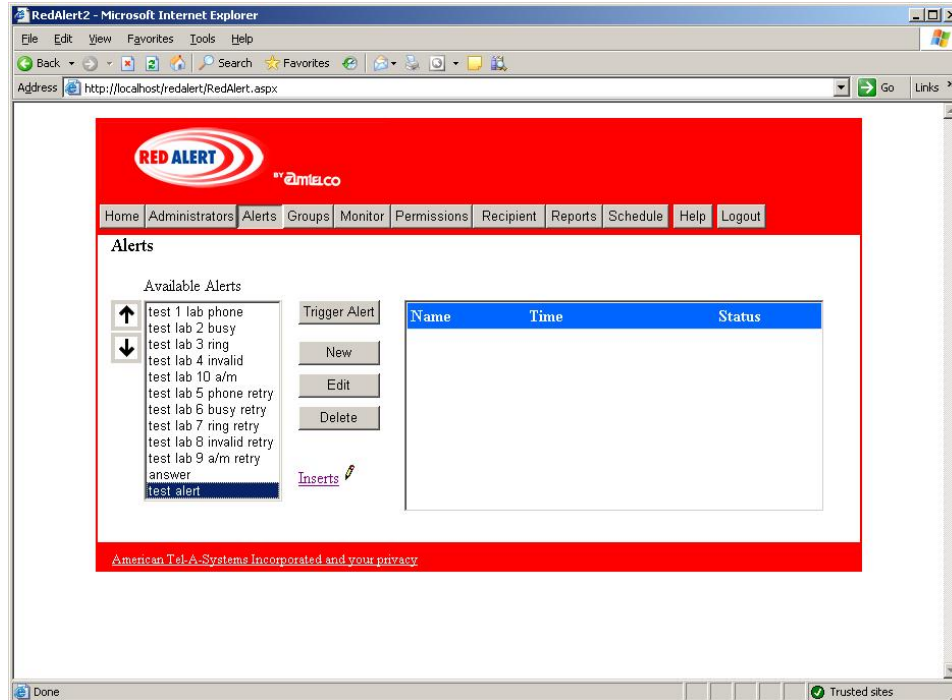 RedAlert2 - Microsoft Internet Explorer
File Edit View Favorites Tools Help
Back Search Favorites
Address http://localhost/redalert/RedAlert.aspx Go Links
RED ALERT
BY amtelco
Home Administrators Alerts Groups Monitor Permissions Recipient Reports Schedule Help Logout
Alerts
Available Alerts
test 1 lab phone
test lab 2 busy
test lab 3 ring
test lab 4 invalid
test lab 10 a/m
test lab 5 phone retry
test lab 6 busy retry
test lab 7 ring retry
test lab 8 invalid retry
test lab 9 a/m retry
answer
test alert
Trigger Alert
New
Edit
Delete
Inserts
Name Time Status
American Tel-A-Systems Incorporated and your privacy
Done Trusted sites